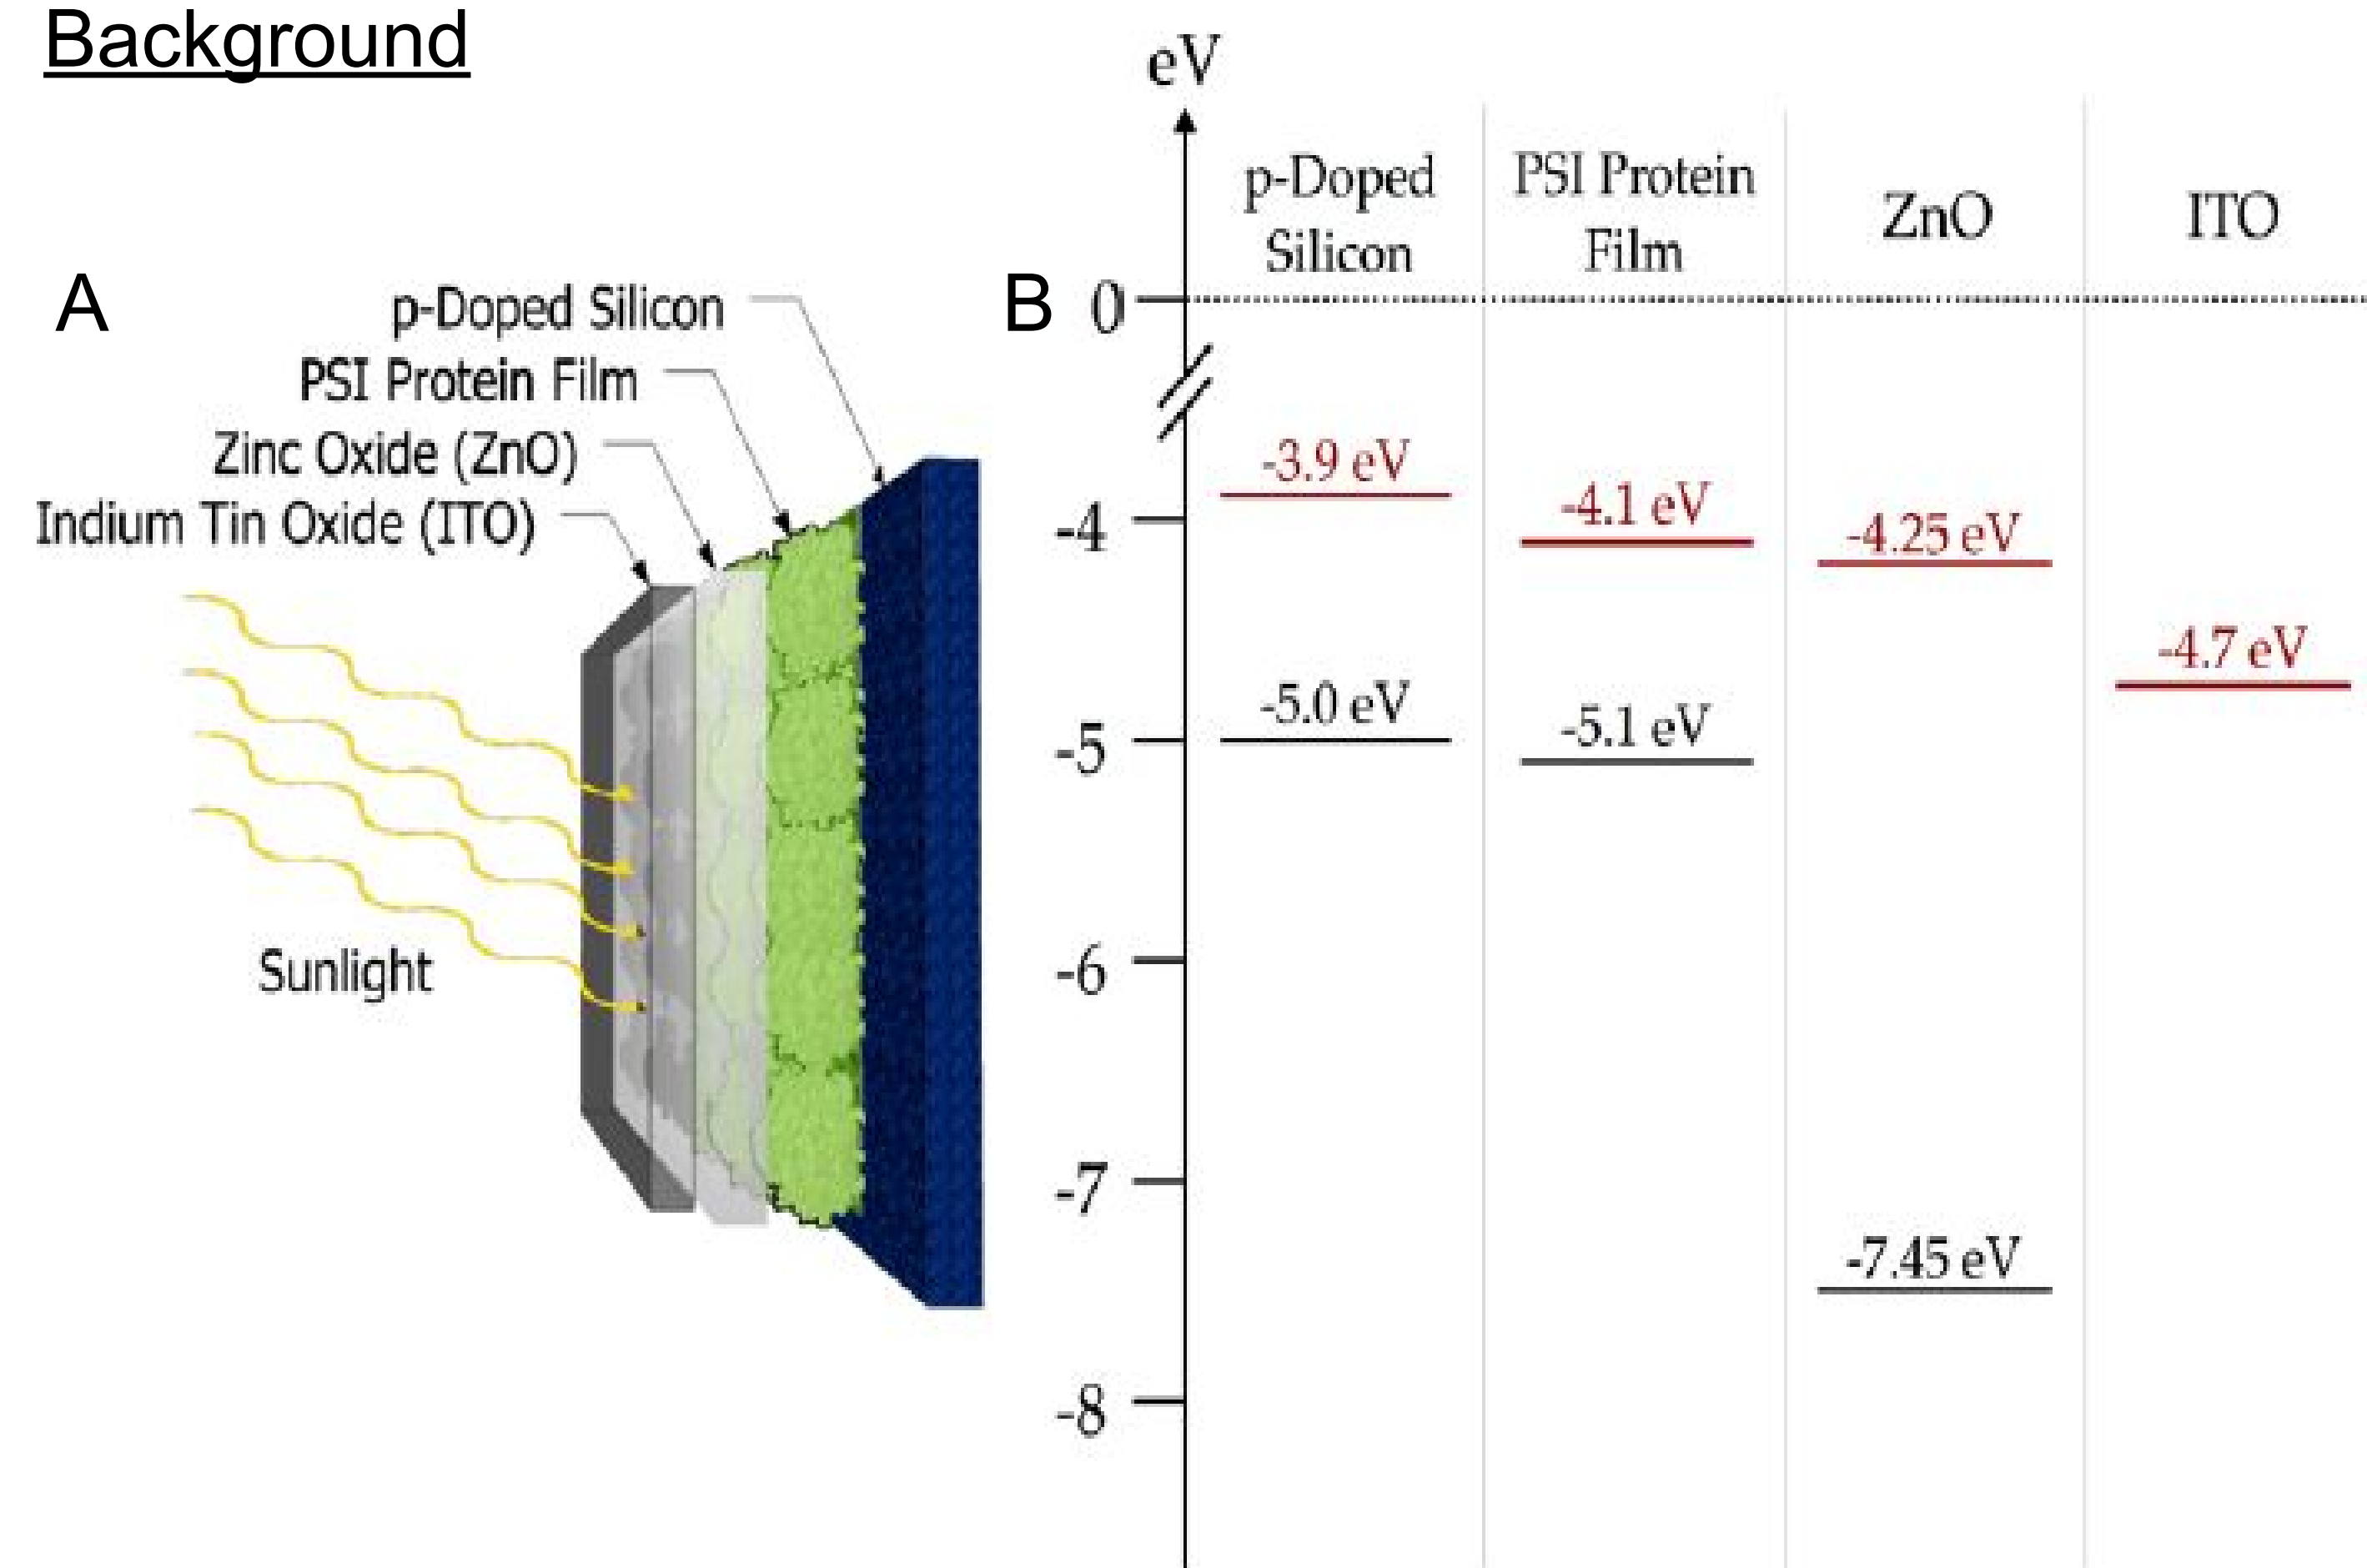 Background
A
p-Doped Silicon
PSI Protein Film
Zinc Oxide (ZnO)
Indium Tin Oxide (ITO)
Sunlight
B
eV
p-Doped
Silicon
PSI Protein
Film
ZnO
ITO
0
-3.9 eV
-4.1 eV
-4.25 eV
-4
-4.7 eV
-5.0 eV
-5.1 eV
-5
-6
-7
-7.45 eV
-8